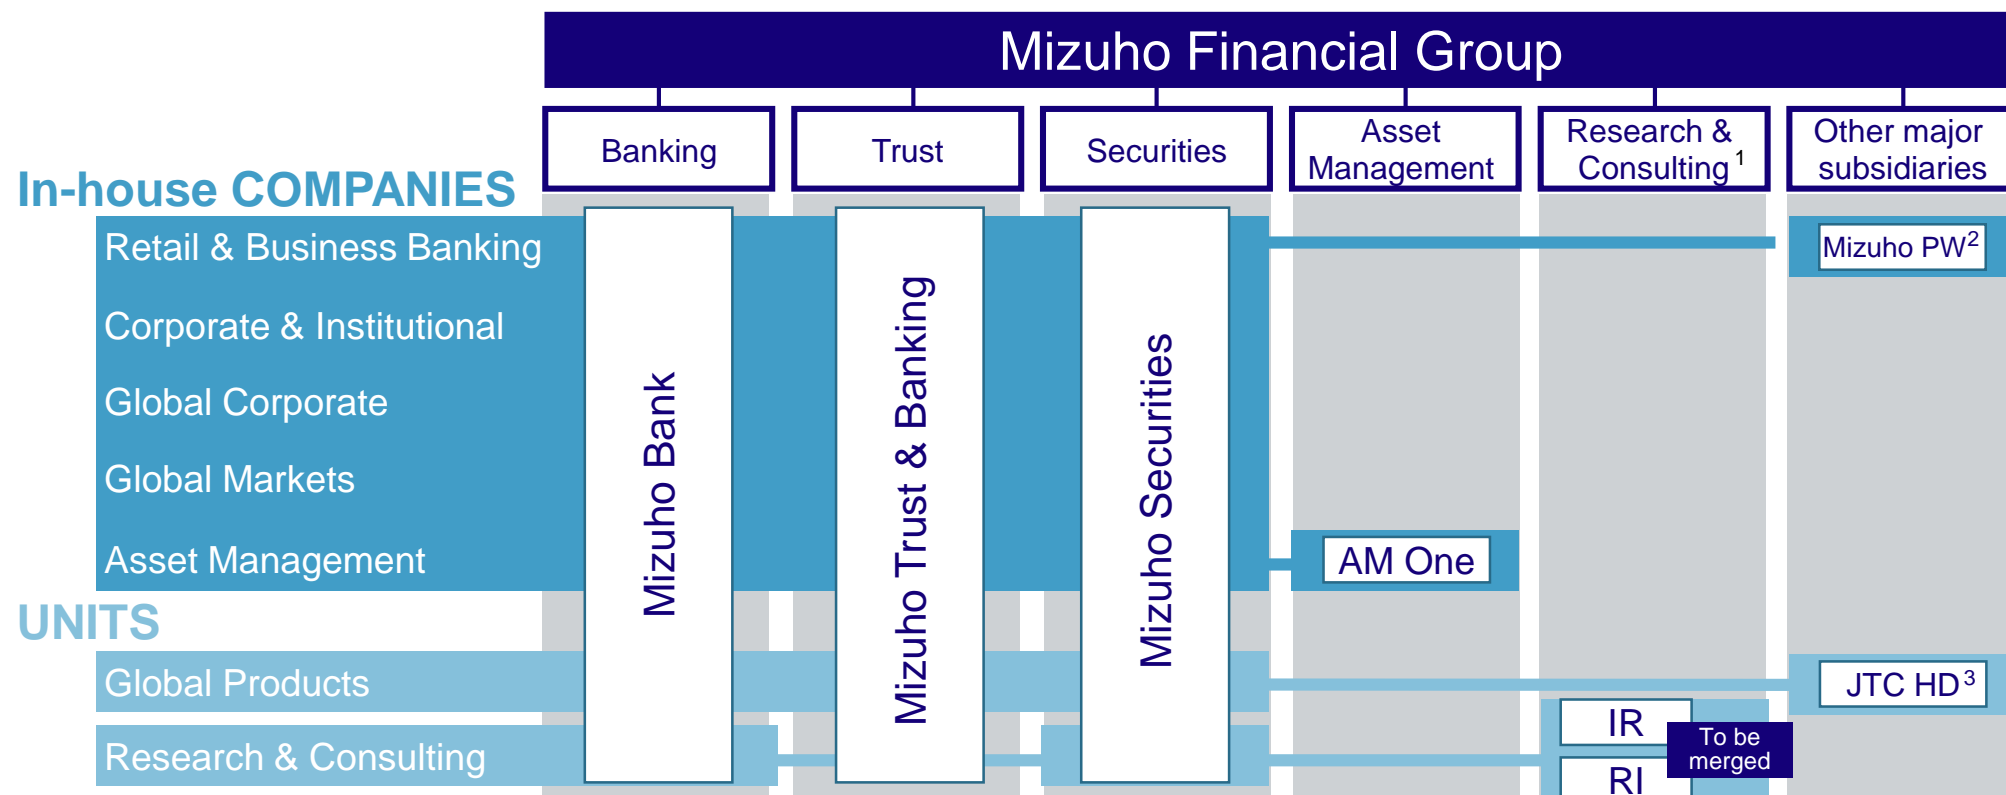 Mizuho Financial Group
Banking
Trust
Securities
Asset
Management
Research &
Consulting 1
Other major
subsidiaries
In-house COMPANIES
Retail & Business Banking
Corporate & Institutional
Global Corporate
Global Markets
Asset Management
Mizuho Bank
Mizuho Trust & Banking
Mizuho Securities
Mizuho PW2
AM One
UNITS
Global Products
JTC HD3
Research & Consulting
IR
To be
merged
RI